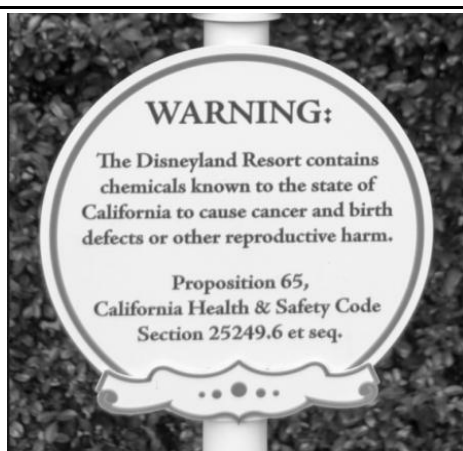 WARNING:
The Disneyland Resort contains
chemicals known to the state of
California to cause cancer and birth
defects or other reproductive harm.
Proposition 65,
California Health & Safety Code
Section 25249.6 et seq.